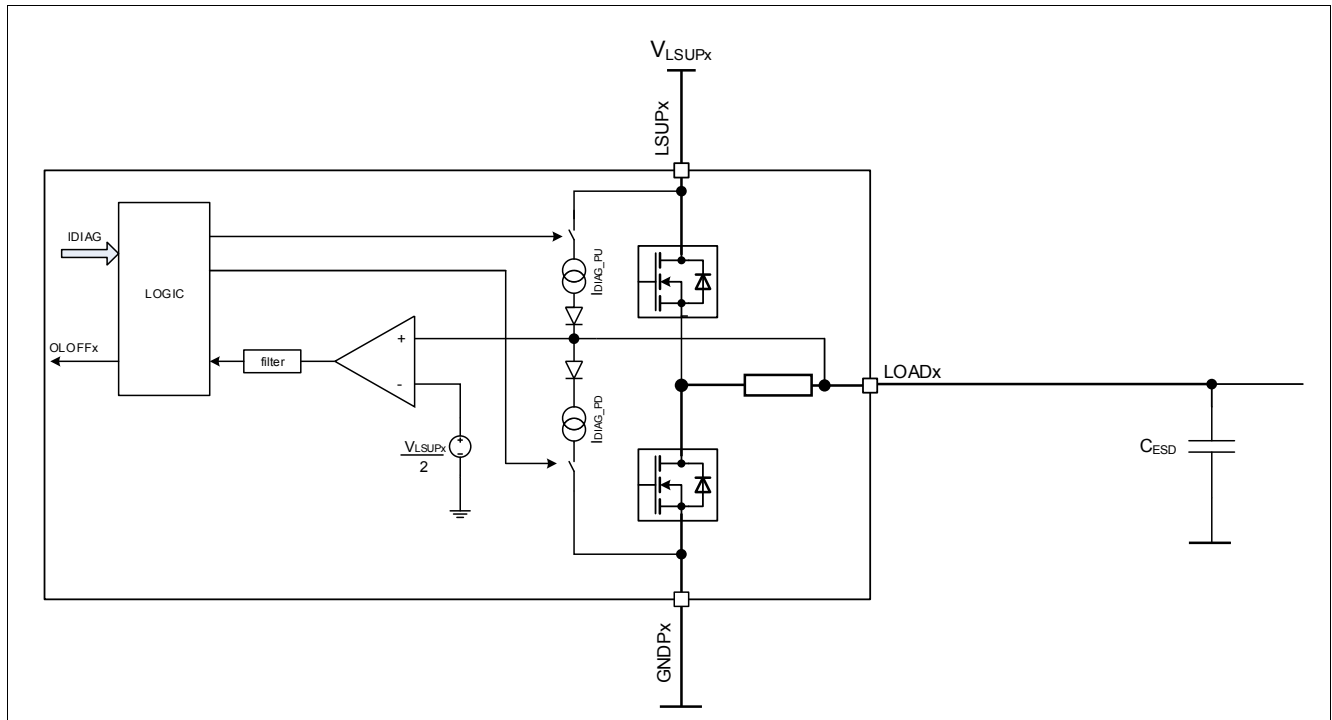 VLSUPx
LSUPx
IDIAG
LOGIC
OLOFFx
filter
+
-
VLSUPx
2
+
-
IDIAG_PU
IDIAG_PD
LOADx
CESD
GNDPx